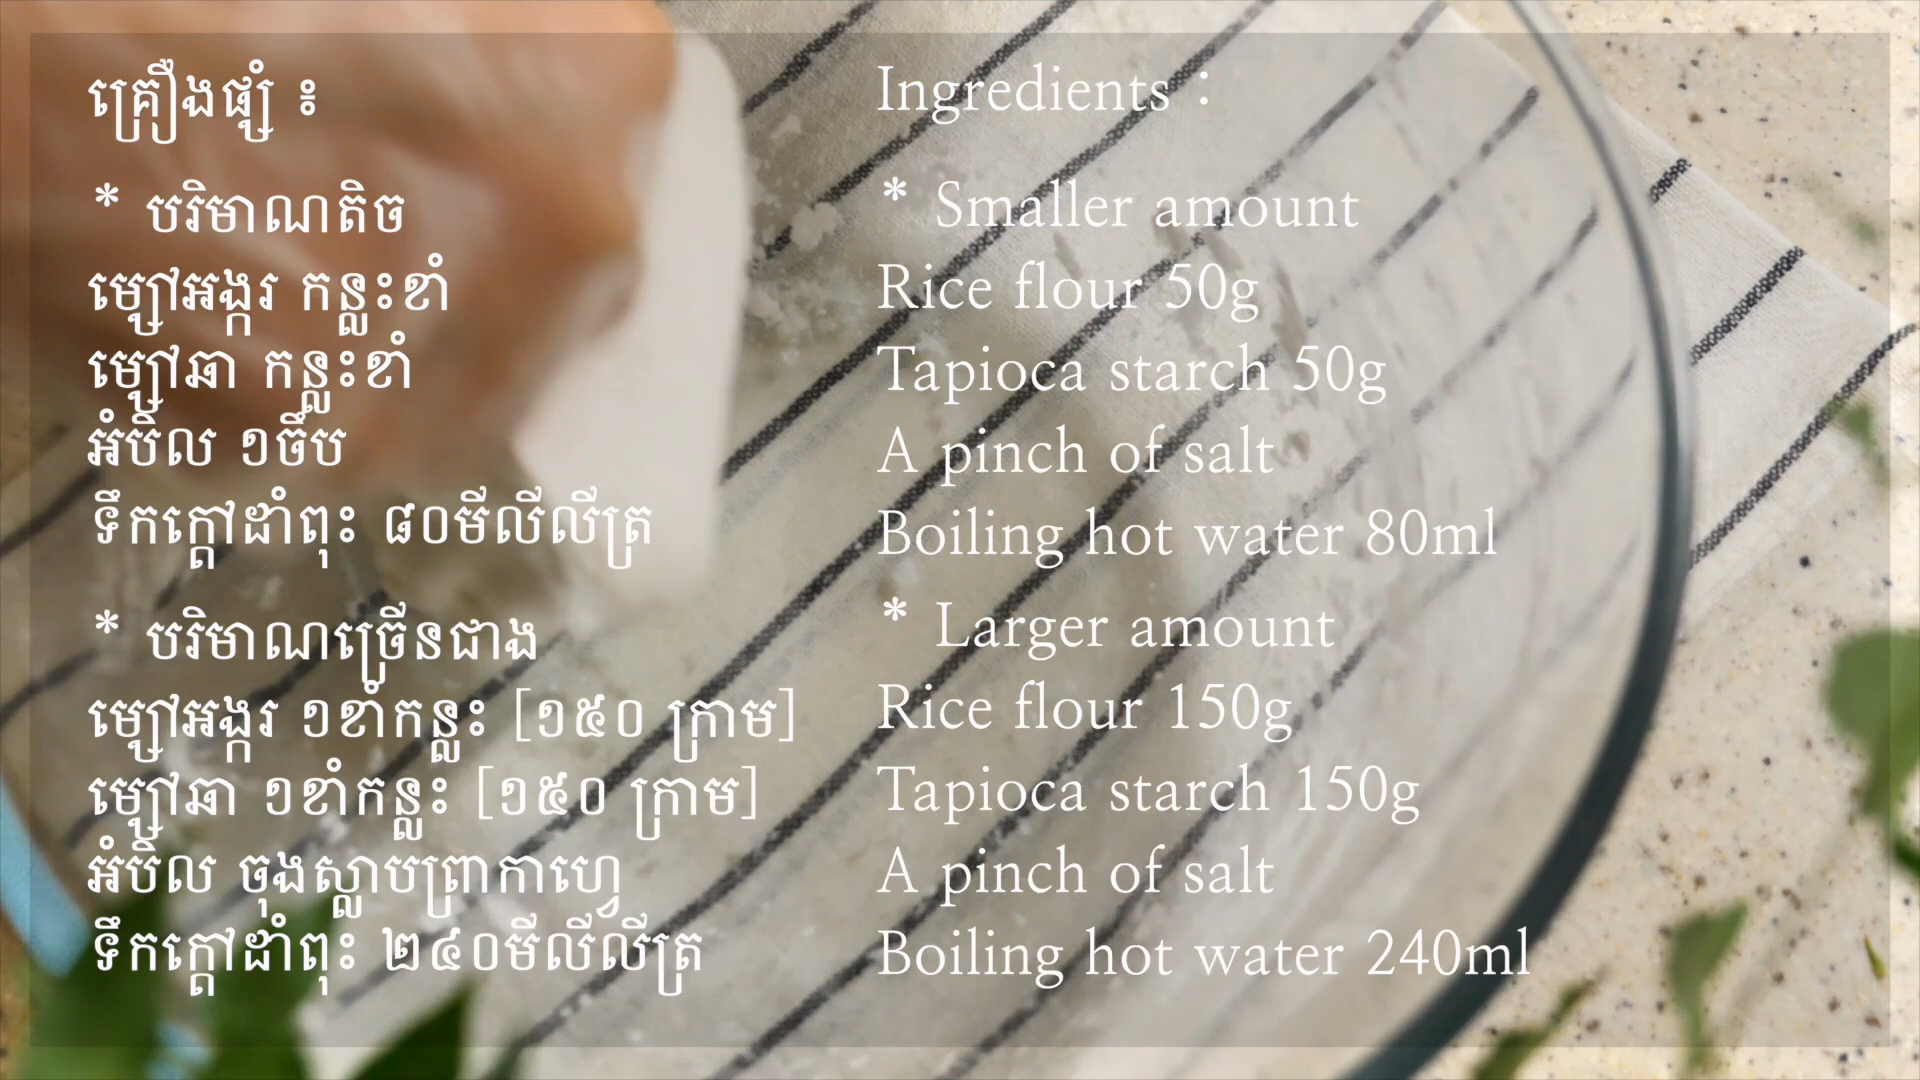 គ្រឿងផ្សំ ៖
* បរិមាណតិច
ម្សៅអង្ករ កន្លះខាំ
ម្សៅឆា កន្លះខាំ
អំបិល ១ចឹប
ទឹកក្ដៅដាំពុះ ៨០មីលីលីត្រ
* បរិមាណច្រើនជាង
ម្សៅអង្ករ ១ខាំកន្លះ [១៥០ ក្រាម]
ម្សៅឆា ១ខាំកន្លះ [១៥០ ក្រាម]
អំបិល ចុងស្លាបព្រាកាហ្វេ
ទឹកក្ដៅដាំពុះ ២៤០មីលីលីត្រ
Ingredients :
* Smaller amount
Rice flour 50g
Tapioca starch 50g
A pinch of salt
Boiling hot water 80ml
* Larger amount
Rice flour 150g
Tapioca starch 150g
A pinch of salt
Boiling hot water 240ml